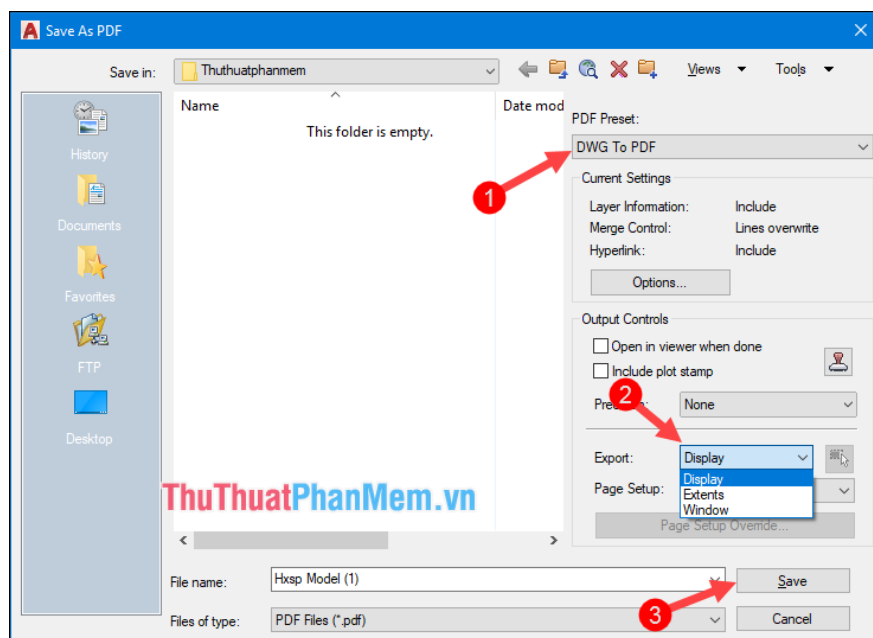 Save As PDF
Save in:
Thuthuatphanmem
Views
Tools
History
Documents
Favorites
FTP
Desktop
Name
Date mod
This folder is empty.
PDF Preset:
DWG To PDF
1
Current Settings
Layer Information: Include
Merge Control: Lines overwrite
Hyperlink: Include
Options...
Output Controls
Open in viewer when done
Include plot stamp
2
None
Export: Display
Display
Extents
Window
Page Setup:
Page Setup Override...
ThuThuatPhanMem.vn
File name: Hxsp Model (1)
Save
3
Files of type: PDF Files (*.pdf)
Cancel